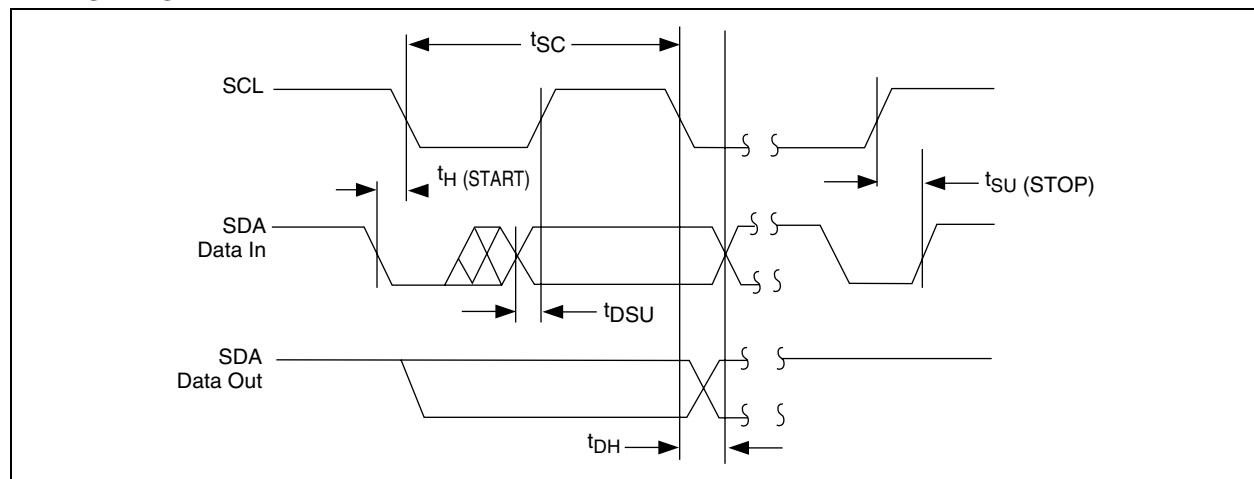 tSC
SCL
tH (START)
tSU (STOP)
SDA
Data In
tDSU
SDA
Data Out
tDH